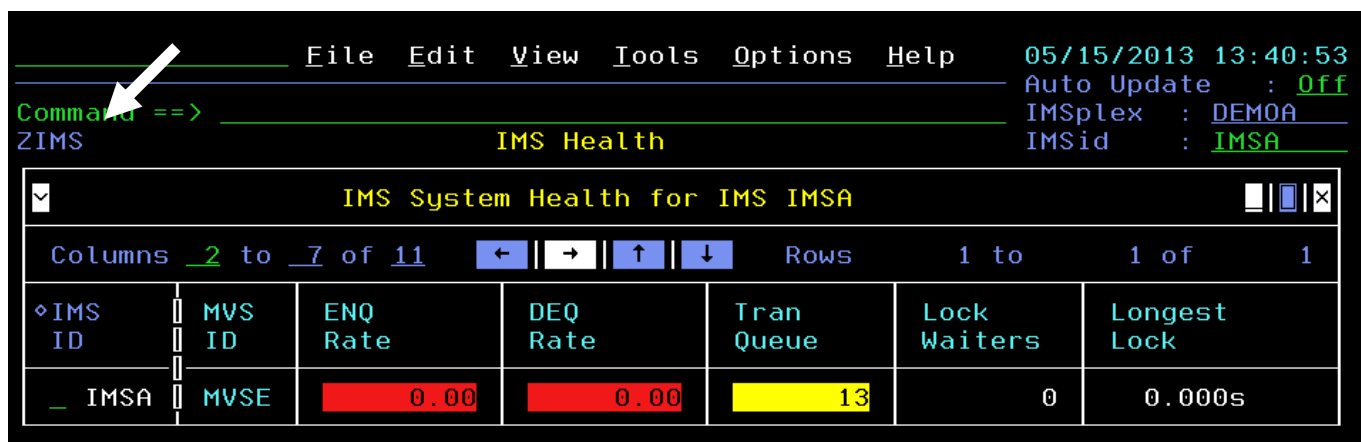 File Edit View Tools Options Help 05/15/2013 13:40:53
Auto Update : Off
Command ==> IMSplex : DEMOA
ZIMS IMS Health IMSid : IMSA
IMS System Health for IMS IMSA
Columns 2 to 7 of 11 ← | → | ↑ | ↓ Rows 1 to 1 of 1
◇IMS MVS ENQ DEQ Tran Lock Longest
ID ID Rate Rate Queue Waiters Lock
_ IMSA MVSE 0.00 0.00 13 0 0.000s